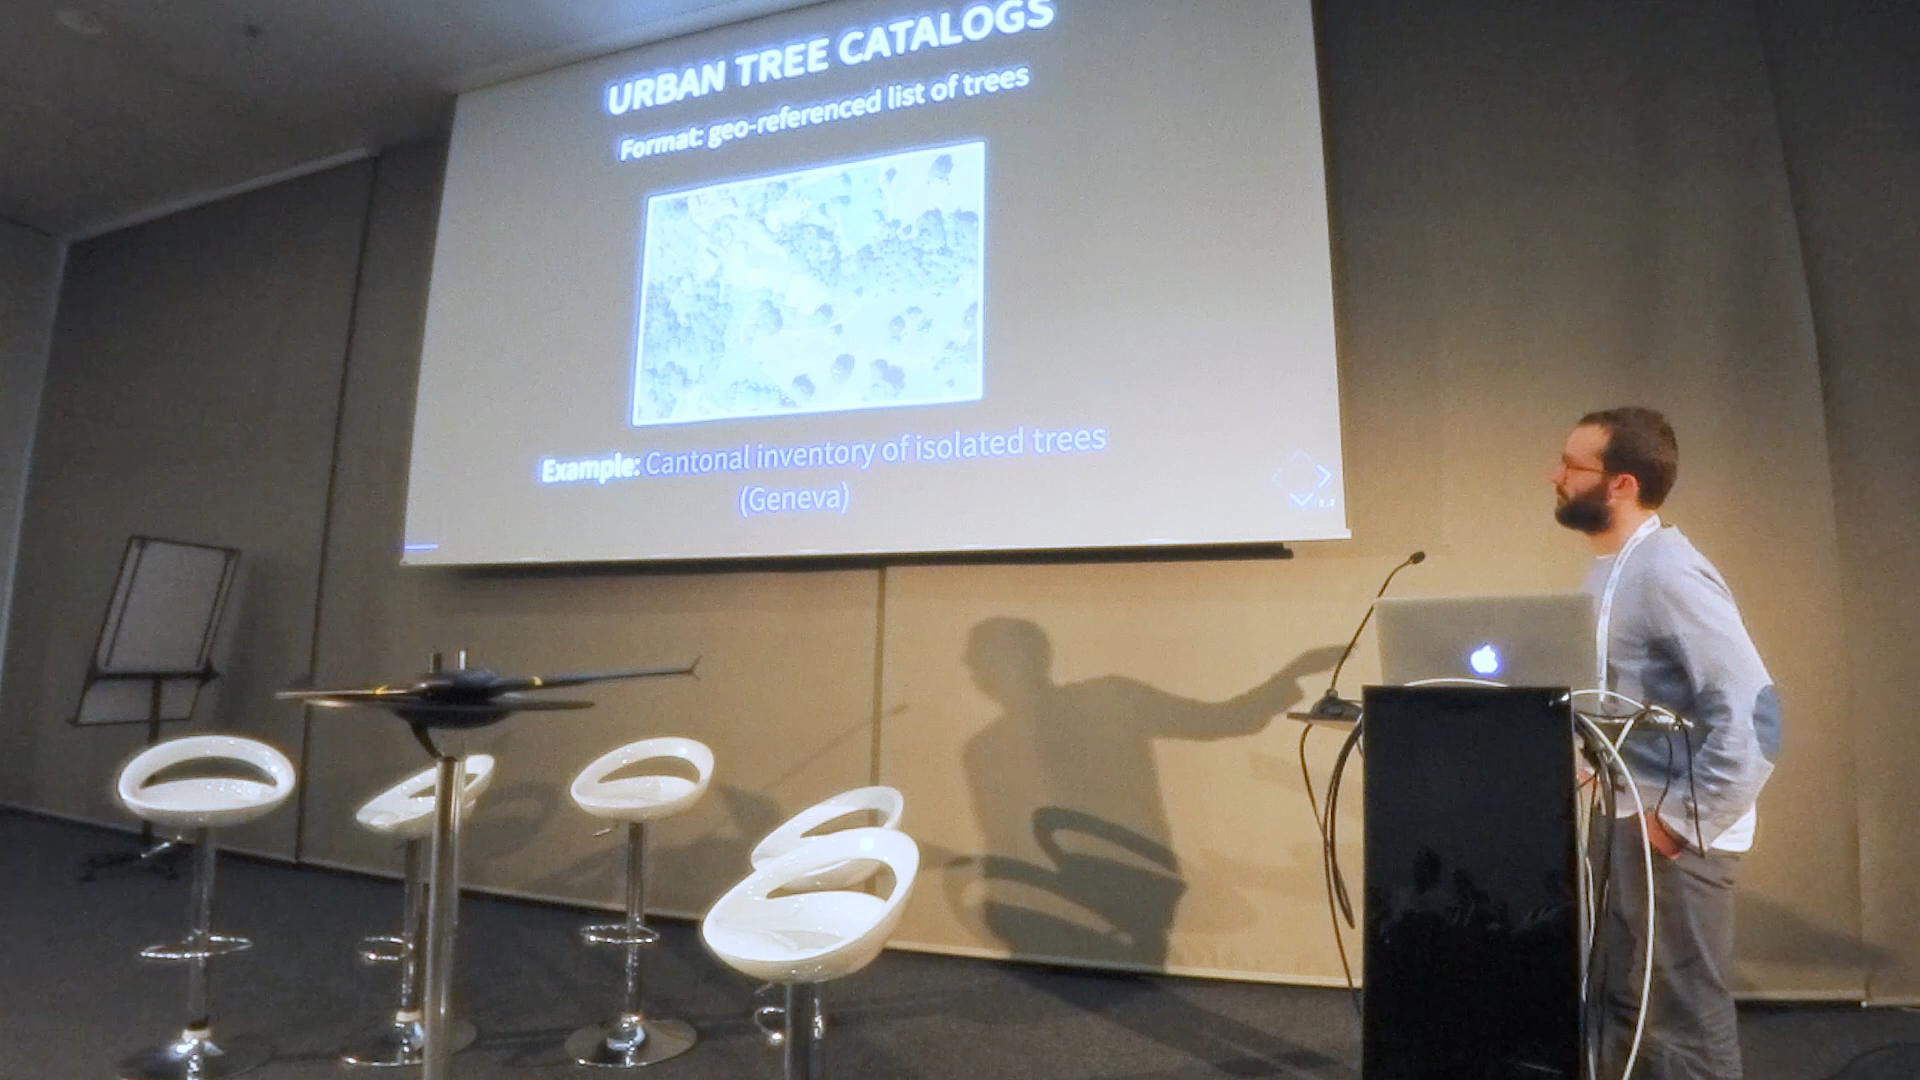 URBAN TREE CATALOGS
Format: geo-referenced list of trees
Example: Cantonal inventory of isolated trees
(Geneva)